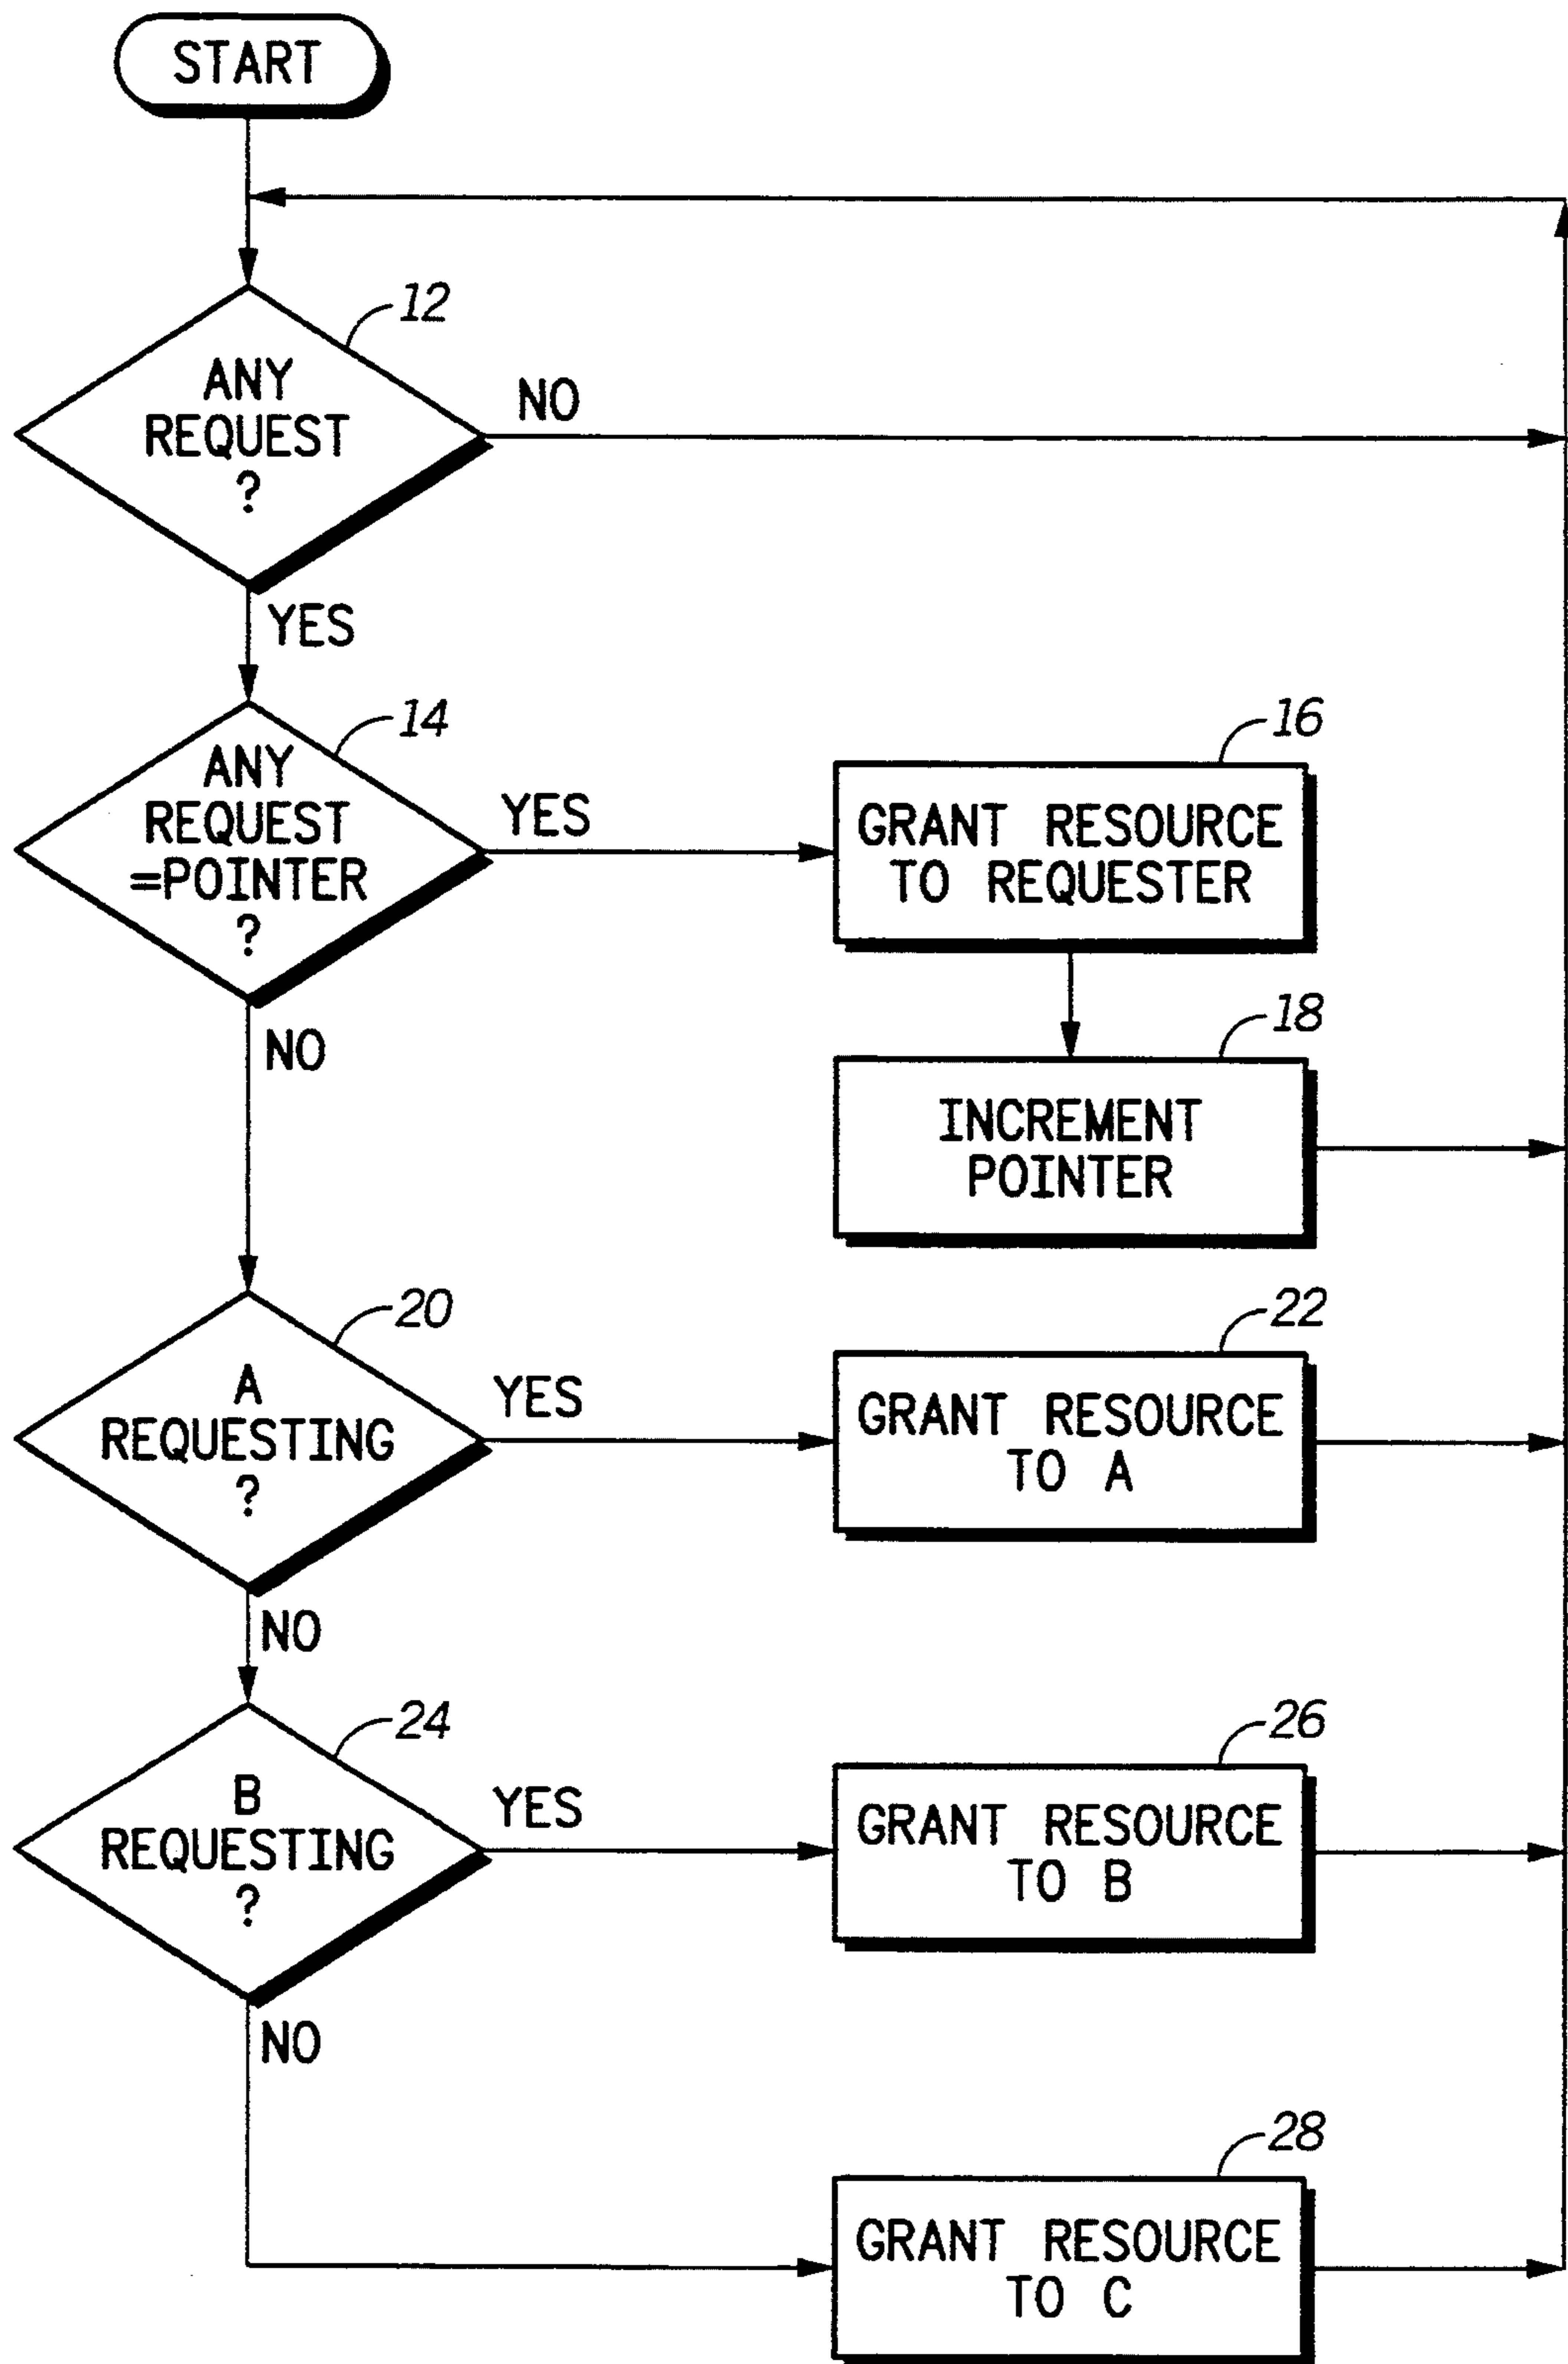 START
12
ANY
REQUEST
?
NO
YES
14
ANY
REQUEST
=POINTER
?
YES
16
GRANT RESOURCE
TO REQUESTER
NO
18
INCREMENT
POINTER
20
A
REQUESTING
?
YES
22
GRANT RESOURCE
TO A
NO
24
B
REQUESTING
?
YES
26
GRANT RESOURCE
TO B
NO
28
GRANT RESOURCE
TO C